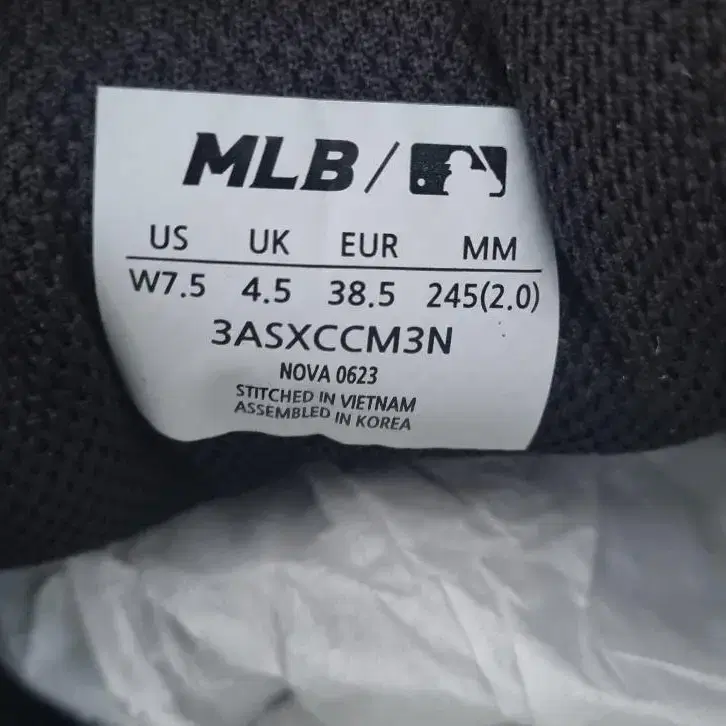 MLB/
US UK EUR MM
W7.5 4.5 38.5 245(2.0)
3ASXCCM3N
NOVA 0623
STITCHED IN VIETNAM
ASSEMBLED IN KOREA